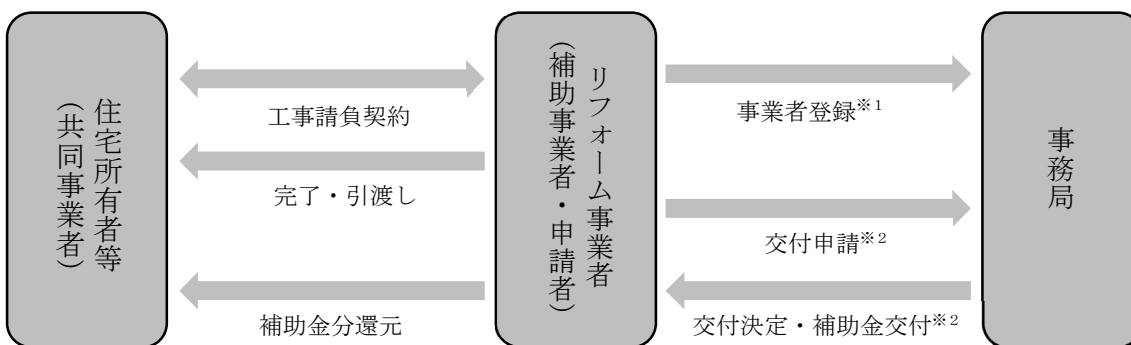 住宅所有者等
（共同事業者）
工事請負契約
完了・引渡し
補助金分還元
リフォーム事業者
（補助事業者・申請者）
事業者登録※1
交付申請※2
交付決定・補助金交付※2
事務局